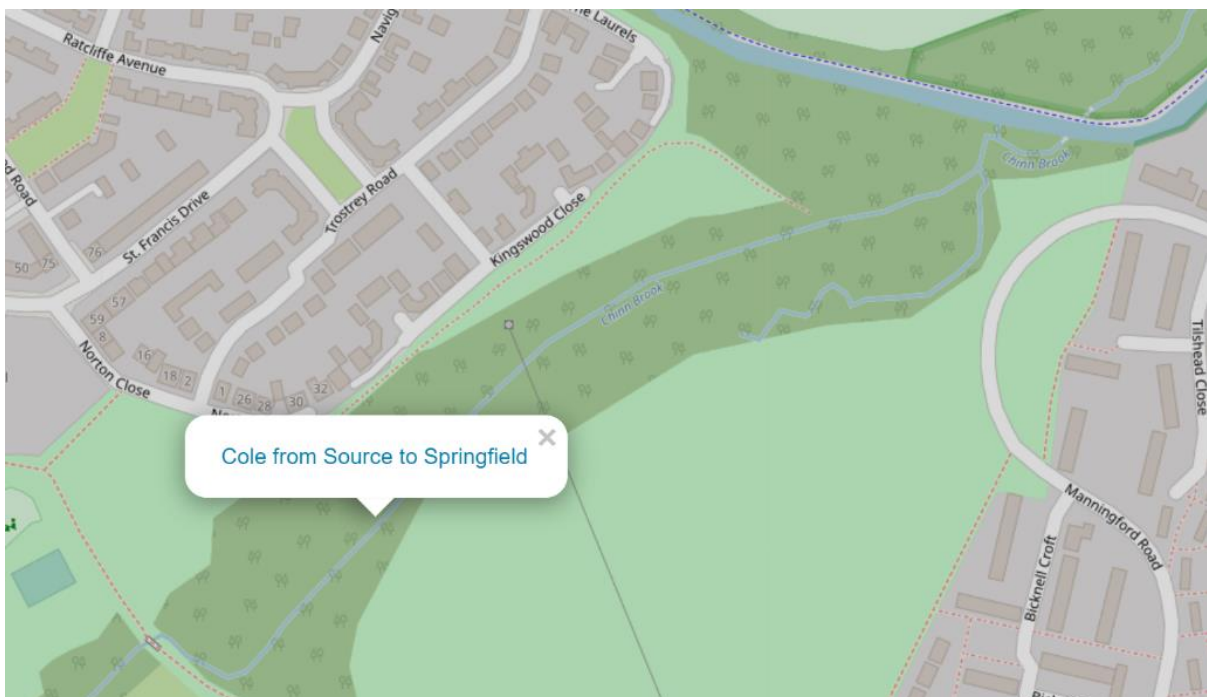 The Laurels
Ratcliffe Avenue
Navig
ed Road
St. Francis Drive
Trostrey Road
Kingswood Close
Chinn Brook
Chinn Brook
50 75
76
57
59
8
16
18 2
1
26 28
30
32
Norton Close
Cole from Source to Springfield
×
Tilshead Close
Manningford Road
Bicknell Croft